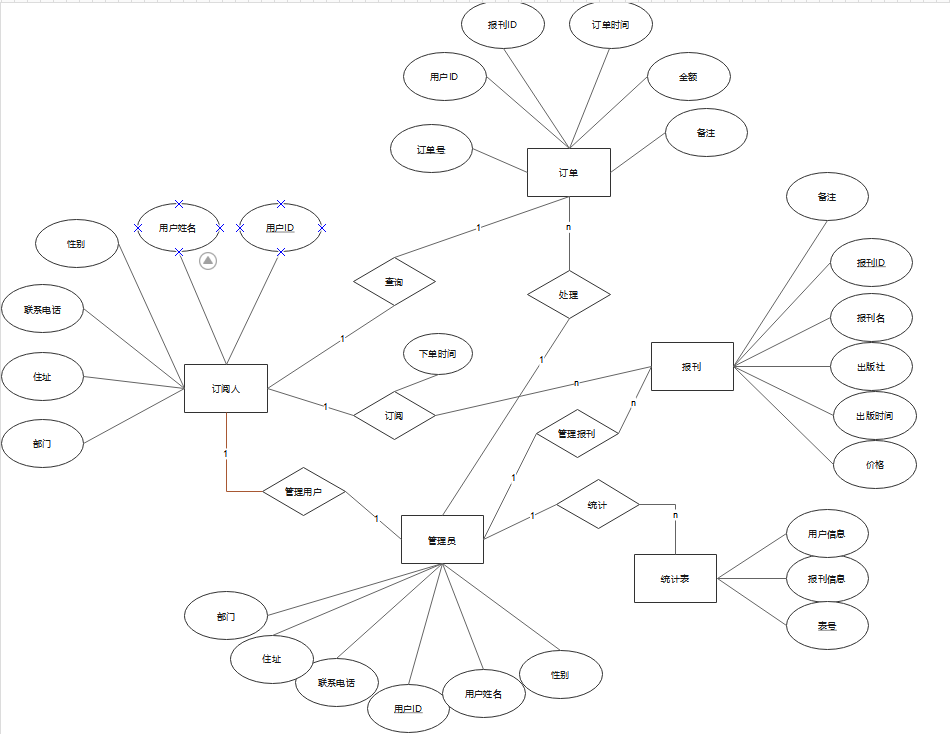 报刊ID
订单时间
用户ID
金额
订单号
备注
订单
备注
用户姓名
用户ID
性别
1
n
报刊ID
查询
处理
联系电话
报刊名
1
下单时间
1
出版社
报刊
住址
订阅人
n
n
1
订阅
出版时间
管理报刊
部门
1
价格
1
管理用户
统计
1
1
n
用户信息
管理员
统计表
报刊信息
部门
表号
住址
联系电话
性别
用户姓名
用户ID